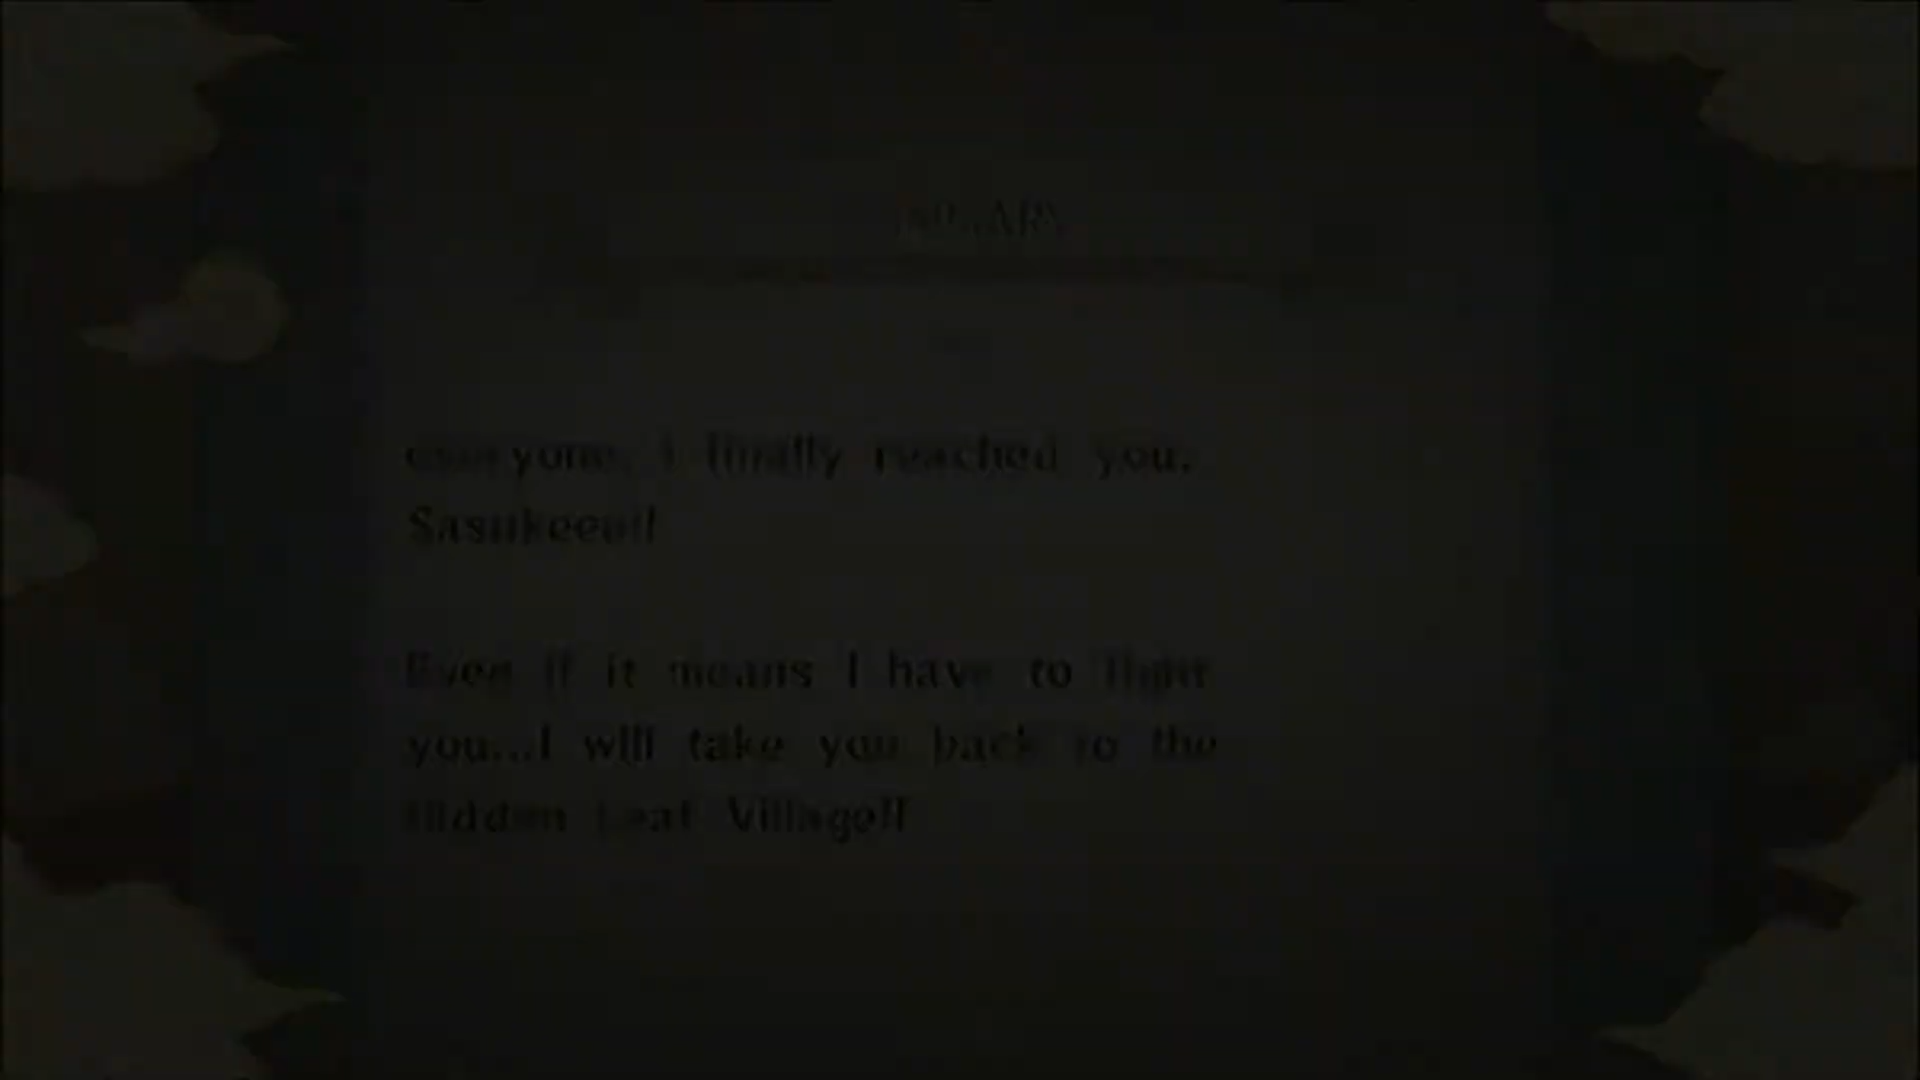 everyone, I finally reached you,
Sasukeee!!
Even if it means I have to fight
you...I will take you back to the
Hidden Leaf Village!!